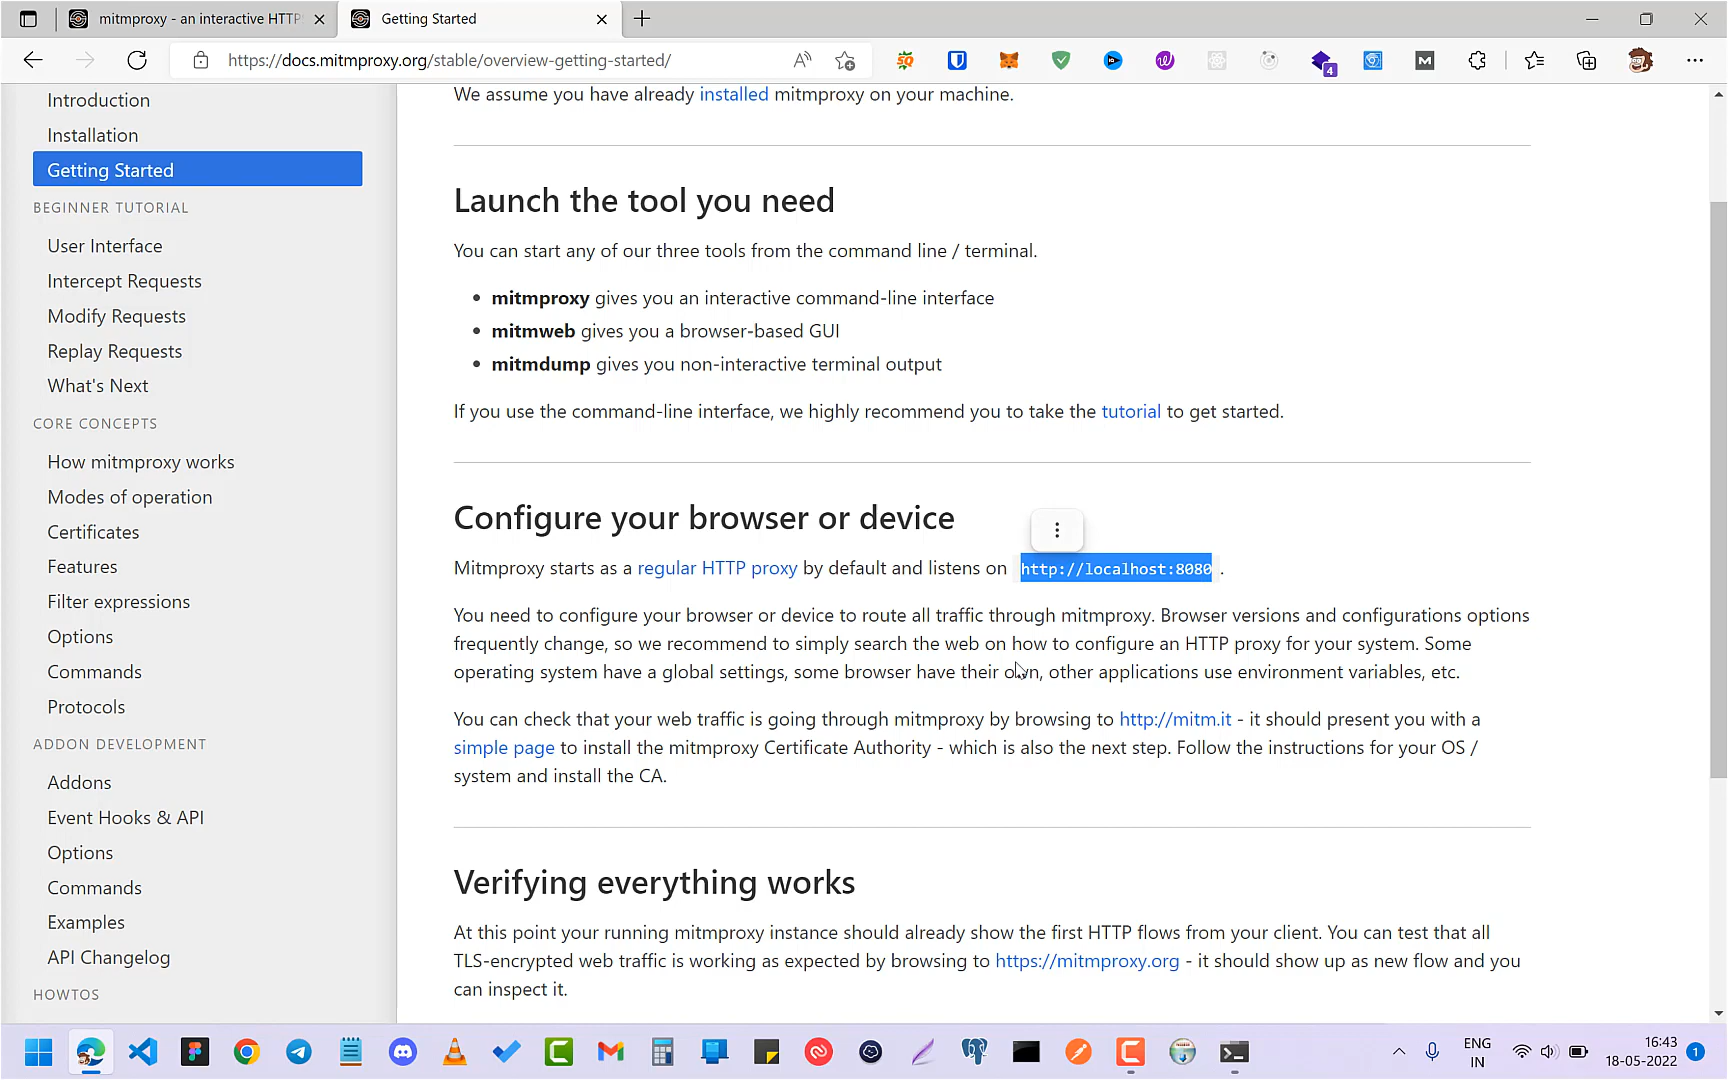 mitmproxy - an interactive HTTP
Getting Started
https://docs.mitmproxy.org/stable/overview-getting-started/
4
Introduction
Installation
Getting Started
BEGINNER TUTORIAL
User Interface
Intercept Requests
Modify Requests
Replay Requests
What's Next
CORE CONCEPTS
How mitmproxy works
Modes of operation
Certificates
Features
Filter expressions
Options
Commands
Protocols
ADDON DEVELOPMENT
Addons
Event Hooks & API
Options
Commands
Examples
API Changelog
HOWTOS
We assume you have already installed mitmproxy on your machine.
Launch the tool you need
You can start any of our three tools from the command line / terminal.
• mitmproxy gives you an interactive command-line interface
• mitmweb gives you a browser-based GUI
• mitmdump gives you non-interactive terminal output
If you use the command-line interface, we highly recommend you to take the tutorial to get started.
Configure your browser or device
Mitmproxy starts as a regular HTTP proxy by default and listens on http://localhost:8080 .
You need to configure your browser or device to route all traffic through mitmproxy. Browser versions and configurations options
frequently change, so we recommend to simply search the web on how to configure an HTTP proxy for your system. Some
operating system have a global settings, some browser have their own, other applications use environment variables, etc.
You can check that your web traffic is going through mitmproxy by browsing to http://mitm.it - it should present you with a
simple page to install the mitmproxy Certificate Authority - which is also the next step. Follow the instructions for your OS /
system and install the CA.
Verifying everything works
At this point your running mitmproxy instance should already show the first HTTP flows from your client. You can test that all
TLS-encrypted web traffic is working as expected by browsing to https://mitmproxy.org - it should show up as new flow and you
can inspect it.
ENG
IN
16:43
18-05-2022
1